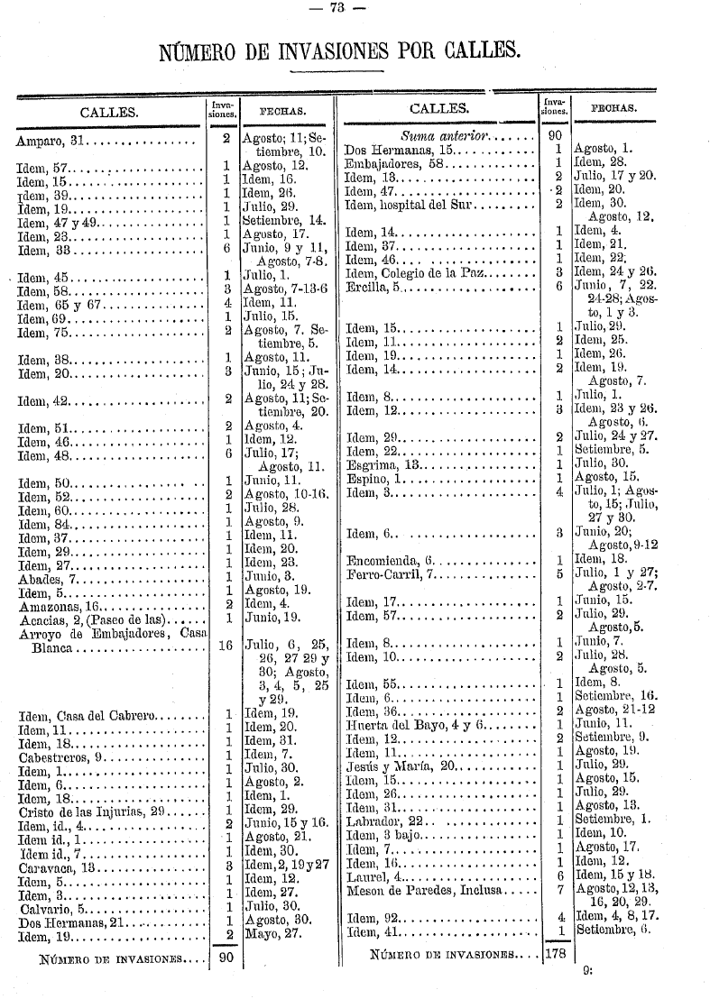 — 73 —
NÚMERO DE INVASIONES POR CALLES.
CALLES. Invasiones. FECHAS.
Amparo, 31 2 Agosto; 11; Se-
tiembre, 10.
Idem, 57 1 Agosto, 12.
Idem, 15 1 Idem, 16.
Idem, 39 1 Idem, 26.
Idem, 19 1 Julio, 29.
Idem, 47 y 49 1 Setiembre, 14.
Idem, 23 1 Agosto, 17.
Idem, 33 6 Junio, 9 y 11,
Agosto, 7-8.
Idem, 45 1 Julio, 1.
Idem, 58 3 Agosto, 7-13-6
Idem, 65 y 67 4 Idem, 11.
Idem, 69 1 Julio, 15.
Idem, 75 2 Agosto, 7. Se-
tiembre, 5.
Idem, 38 1 Agosto, 11.
Idem, 20 3 Junio, 15; Ju-
lio, 24 y 28.
Idem, 42 2 Agosto, 11; Se-
tiembre, 20.
Idem, 51 2 Agosto, 4.
Idem, 46 1 Idem, 12.
Idem, 48 6 Julio, 17;
Agosto, 11.
Idem, 50 1 Junio, 11.
Idem, 52 2 Agosto, 10-16.
Idem, 60 1 Julio, 28.
Idem, 84 1 Agosto, 9.
Idem, 37 1 Idem, 11.
Idem, 29 1 Idem, 20.
Idem, 27 1 Idem, 23.
Abades, 7 1 Junio, 3.
Idem, 5 1 Agosto, 19.
Amazonas, 16 2 Idem, 4.
Acacias, 2, (Paseo de las) 1 Junio, 19.
Arroyo de Embajadores, Casa
Blanca 16 Julio, 6, 25,
26, 27 29 y
30; Agosto,
3, 4, 5, 25
y 29.
Idem, Casa del Cabrero 1 Idem, 19.
Idem, 11 1 Idem, 20.
Idem, 18 1 Idem, 31.
Cabestreros, 9 1 Idem, 7.
Idem, 1 1 Julio, 30.
Idem, 6 1 Agosto, 2.
Idem, 18 1 Idem, 1.
Cristo de las Injurias, 29 1 Idem, 29.
Idem, id., 4 2 Junio, 15 y 16.
Idem id., 1 1 Agosto, 21.
Idem id., 7 1 Idem, 30.
Caravaca, 13 3 Idem, 2, 19 y 27
Idem, 5 1 Idem, 12.
Idem, 3 1 Idem, 27.
Calvario, 5 1 Julio, 30.
Dos Hermanas, 21 1 Agosto, 30.
Idem, 19 2 Mayo, 27.
NÚMERO DE INVASIONES 90
CALLES. Invasiones. FECHAS.
Suma anterior 90
Dos Hermanas, 15 1 Agosto, 1.
Embajadores, 58 1 Idem, 28.
Idem, 13 2 Julio, 17 y 20.
Idem, 47 2 Idem, 20.
Idem, hospital del Sur 2 Idem, 30.
Agosto, 12.
Idem, 14 1 Idem, 4.
Idem, 37 1 Idem, 21.
Idem, 46 1 Idem, 22.
Idem, Colegio de la Paz 3 Idem, 24 y 26.
Ercilla, 5 6 Junio, 7, 22.
24-28; Agos-
to, 1 y 3.
Idem, 15 1 Julio, 29.
Idem, 11 2 Idem, 25.
Idem, 19 1 Idem, 26.
Idem, 14 2 Idem, 19.
Agosto, 7.
Idem, 8 1 Julio, 1.
Idem, 12 3 Idem, 23 y 26.
Agosto, 6.
Idem, 29 2 Julio, 24 y 27.
Idem, 22 1 Setiembre, 5.
Esgrima, 13 1 Julio, 30.
Espino, 1 1 Agosto, 15.
Idem, 3 4 Julio, 1; Agos-
to, 15; Julio,
27 y 30.
Idem, 6 3 Junio, 20;
Agosto, 9-12
Encomienda, 6 1 Idem, 18.
Ferro-Carril, 7 5 Julio, 1 y 27;
Agosto, 2-7.
Idem, 17 1 Junio, 15.
Idem, 57 2 Julio, 29.
Agosto, 5.
Idem, 8 1 Junio, 7.
Idem, 10 2 Julio, 28.
Agosto, 5.
Idem, 55 1 Idem, 8.
Idem, 6 1 Setiembre, 16.
Idem, 36 2 Agosto, 21-12
Huerta del Bayo, 4 y 6 1 Junio, 11.
Idem, 12 2 Setiembre, 9.
Idem, 11 1 Agosto, 19.
Jesús y María, 20 1 Julio, 29.
Idem, 15 1 Agosto, 15.
Idem, 26 1 Julio, 29.
Idem, 31 1 Agosto, 13.
Labrador, 22 1 Setiembre, 1.
Idem, 3 bajo 1 Idem, 10.
Idem, 7 1 Agosto, 17.
Idem, 16 1 Idem, 12.
Laurel, 4 6 Idem, 15 y 18.
Meson de Paredes, Inclusa 7 Agosto, 12, 13,
16, 20, 29.
Idem, 92 4 Idem, 4, 8, 17.
Idem, 41 1 Setiembre, 6.
NÚMERO DE INVASIONES 178
9: